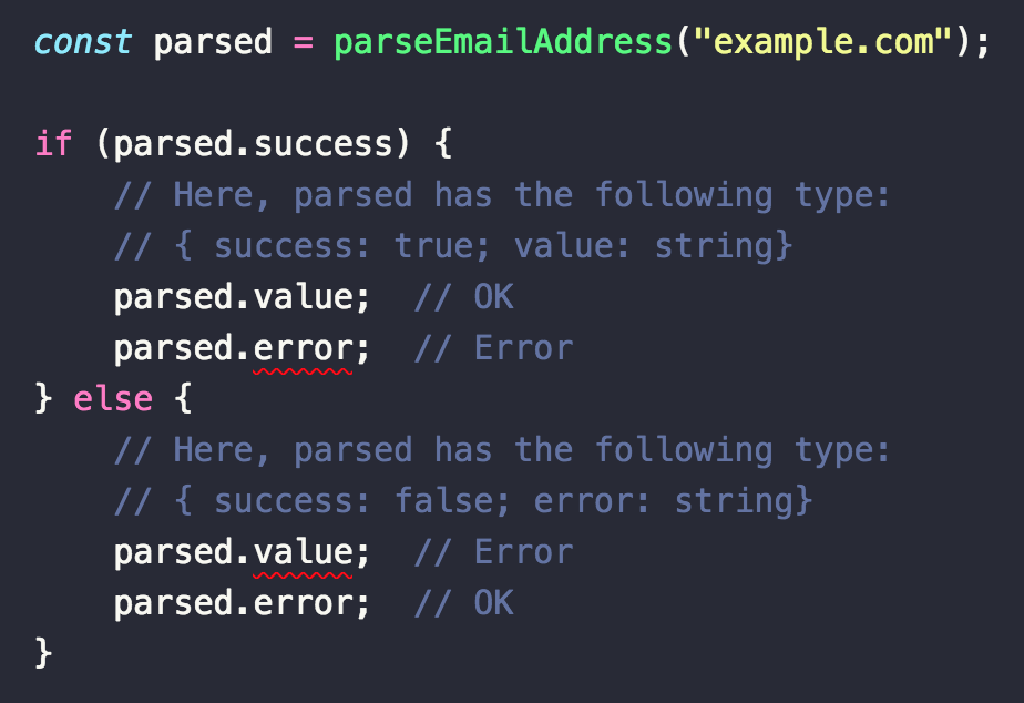 const parsed = parseEmailAddress("example.com");
if (parsed.success) {
// Here, parsed has the following type:
// { success: true; value: string}
parsed.value;  // OK
parsed.error;  // Error
} else {
// Here, parsed has the following type:
// { success: false; error: string}
parsed.value;  // Error
parsed.error;  // OK
}